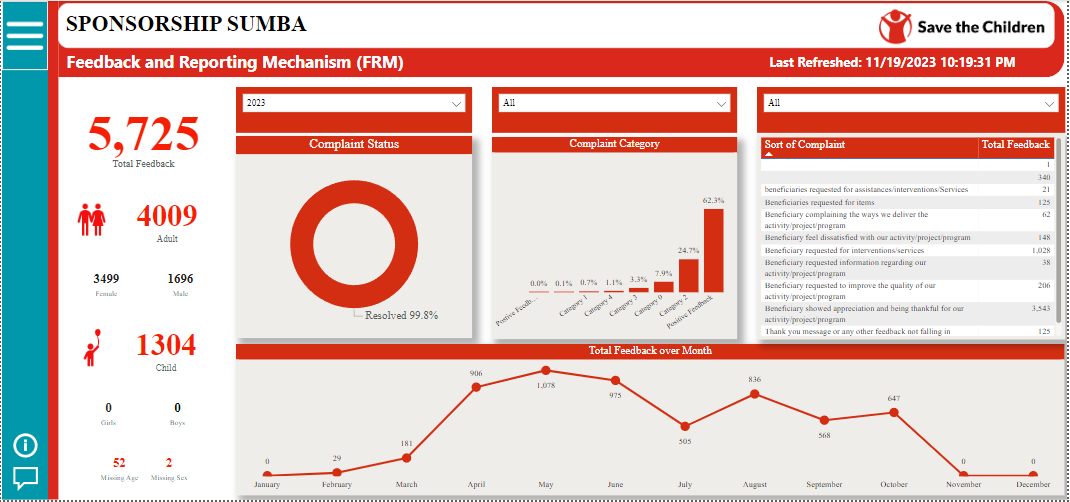 SPONSORSHIP SUMBA
Save the Children
Feedback and Reporting Mechanism (FRM)
Last Refreshed: 11/19/2023 10:19:31 PM
5,725
Total Feedback
4009
Adult
3499
1696
Female
Male
1304
Child
0
0
Girls
Boys
52
2
Missing Age
Missing Sex
2023
Complaint Status
Resolved 99.8%
All
Complaint Category
0.0%
0.1%
0.7%
1.1%
3.3%
7.9%
24.7%
62.3%
Postive Feedb...
Category 1
Category 4
Category 3
Category 0
Category 2
Positive Feedback
All
Sort of Complaint
Total Feedback
1
340
beneficiaries requested for assistances/interventions/Services
21
Beneficiaries requested for items
125
Beneficiary complaining the ways we deliver the
activity/project/program
62
Beneficiary feel dissatisfied with our activity/project/program
148
Beneficiary requested for interventions/services
1,028
Beneficiary requested information regarding our
activity/project/program
38
Beneficiary requested to improve the quality of our
activity/project/program
206
Beneficiary showed appreciation and being thankful for our
activity/project/program
3,543
Thank you message or any other feedback not falling in
125
Total Feedback over Month
0
29
181
906
1,078
975
505
836
568
647
0
0
January
February
March
April
May
June
July
August
September
October
November
December